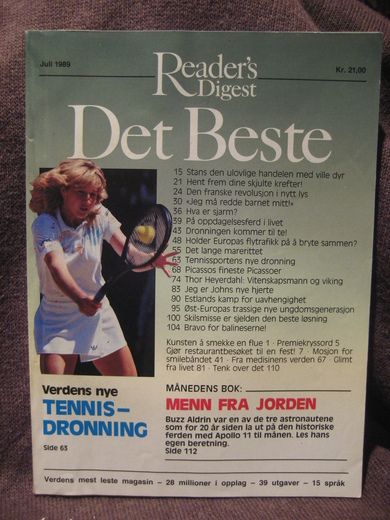 Juli 1989
Reader's
Digest
Kr. 21,00
Det Beste
15 Stans den ulovlige handelen med ville dyr
21 Hent frem dine skjulte krefter!
24 Den franske revolusjon i nytt lys
30 «Jeg må redde barnet mitt!»
36 Hva er sjarm?
39 På oppdagelsesferd i livet
43 Dronningen kommer til te!
48 Holder Europas flytrafikk på å bryte sammen?
55 Det lange marerittet
63 Tennissportens nye dronning
68 Picassos fineste Picassoer
74 Thor Heyerdahl: Vitenskapsmann og viking
83 Jeg er Johns nye hjerte
90 Estlands kamp for uavhengighet
95 Øst-Europas trassige nye ungdomsgenerasjon
100 Skilsmisse er sjelden den beste løsning
104 Bravo for balineserne!
Kunsten å smekke en flue 1 · Premiekryssord 5
Gjør restaurantbesøket til en fest! 7 · Mosjon for
smilebåndet 41 · Fra medisinens verden 67 · Glimt
fra livet 81 · Tenk over det 110
Verdens nye
TENNIS–
DRONNING
Side 63
MÅNEDENS BOK:
MENN FRA JORDEN
Buzz Aldrin var en av de tre astronautene
som for 20 år siden la ut på den historiske
ferden med Apollo 11 til månen. Les hans
egen beretning.
Side 112
Verdens mest leste magasin – 28 millioner i opplag – 39 utgaver – 15 språk